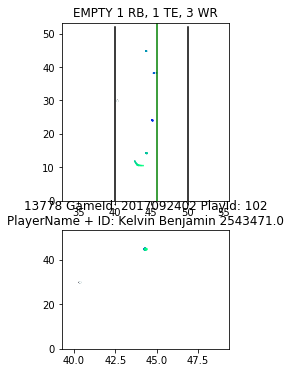 EMPTY 1 RB, 1 TE, 3 WR
50
40
30
20
10
0
35 40 45 50 55
13778 GameId: 2017092402 PlayId: 102
PlayerName + ID: Kelvin Benjamin 2543471.0
40
20
0
40.0 42.5 45.0 47.5